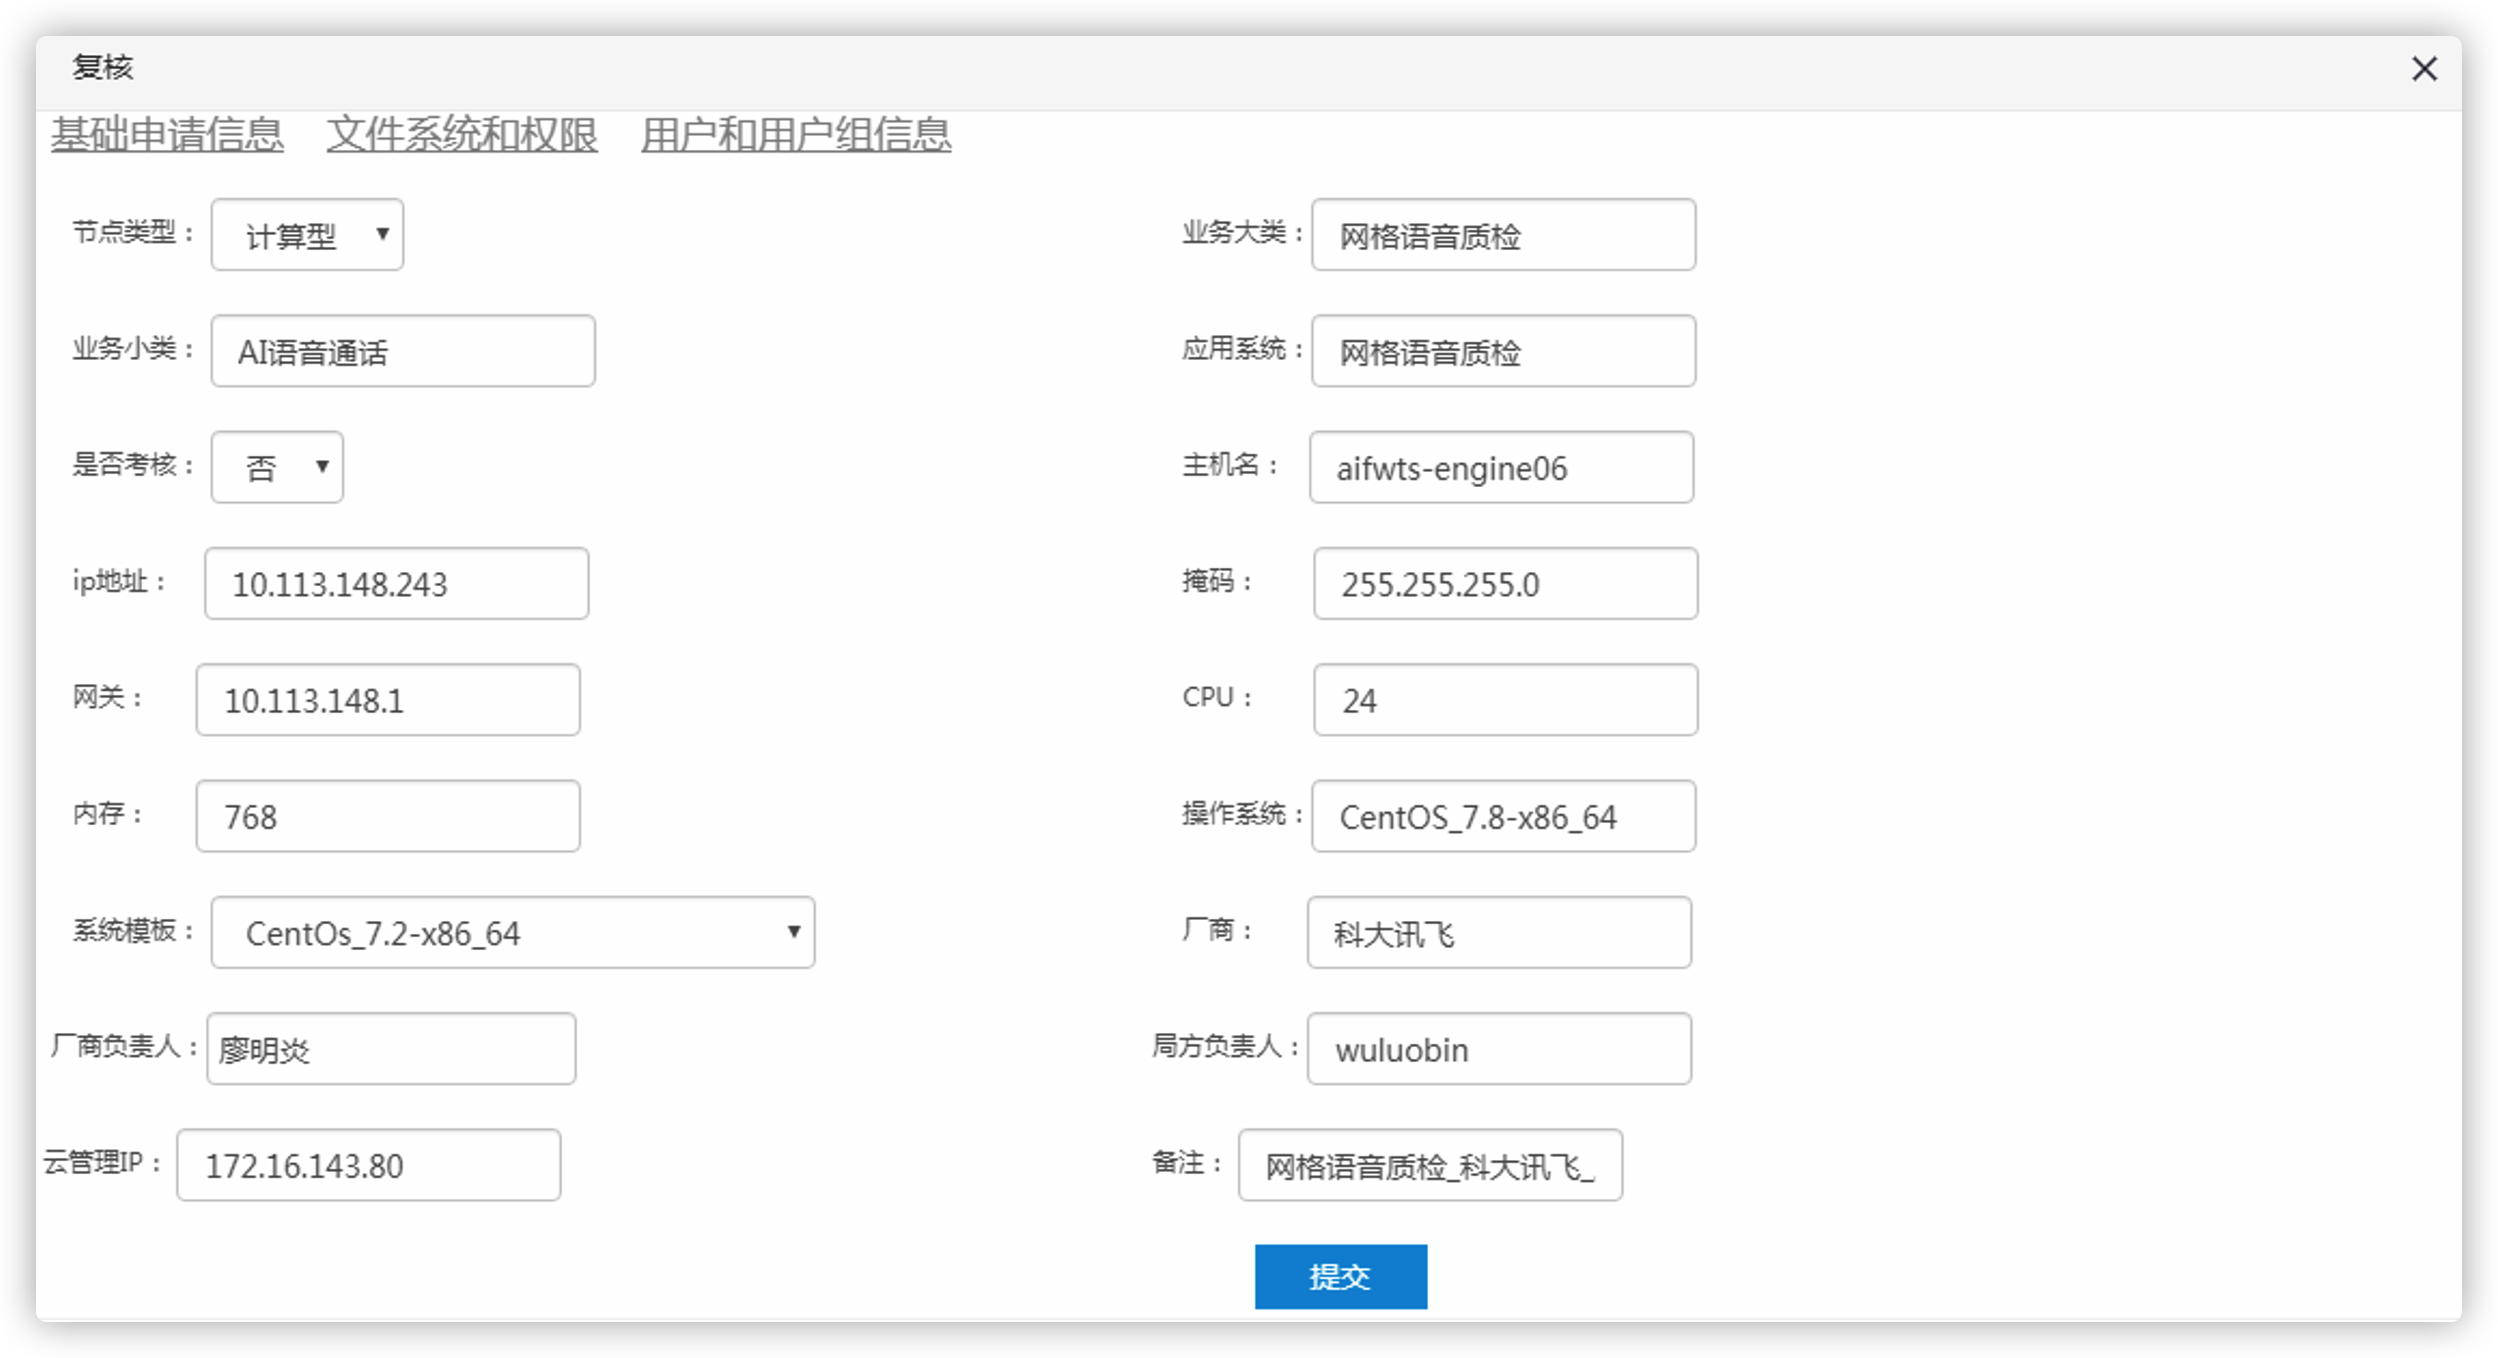 复核
基础申请信息 文件系统和权限 用户和用户组信息
节点类型： 计算型 业务大类： 网格语音质检
业务小类： AI语音通话 应用系统： 网格语音质检
是否考核： 否 主机名： aifwts-engine06
ip地址： 10.113.148.243 掩码： 255.255.255.0
网关： 10.113.148.1 CPU： 24
内存： 768 操作系统： CentOS_7.8-x86_64
系统模板： CentOs_7.2-x86_64 厂商： 科大讯飞
厂商负责人： 廖明炎 局方负责人： wuluobin
云管理IP： 172.16.143.80 备注： 网格语音质检_科大讯飞_
提交